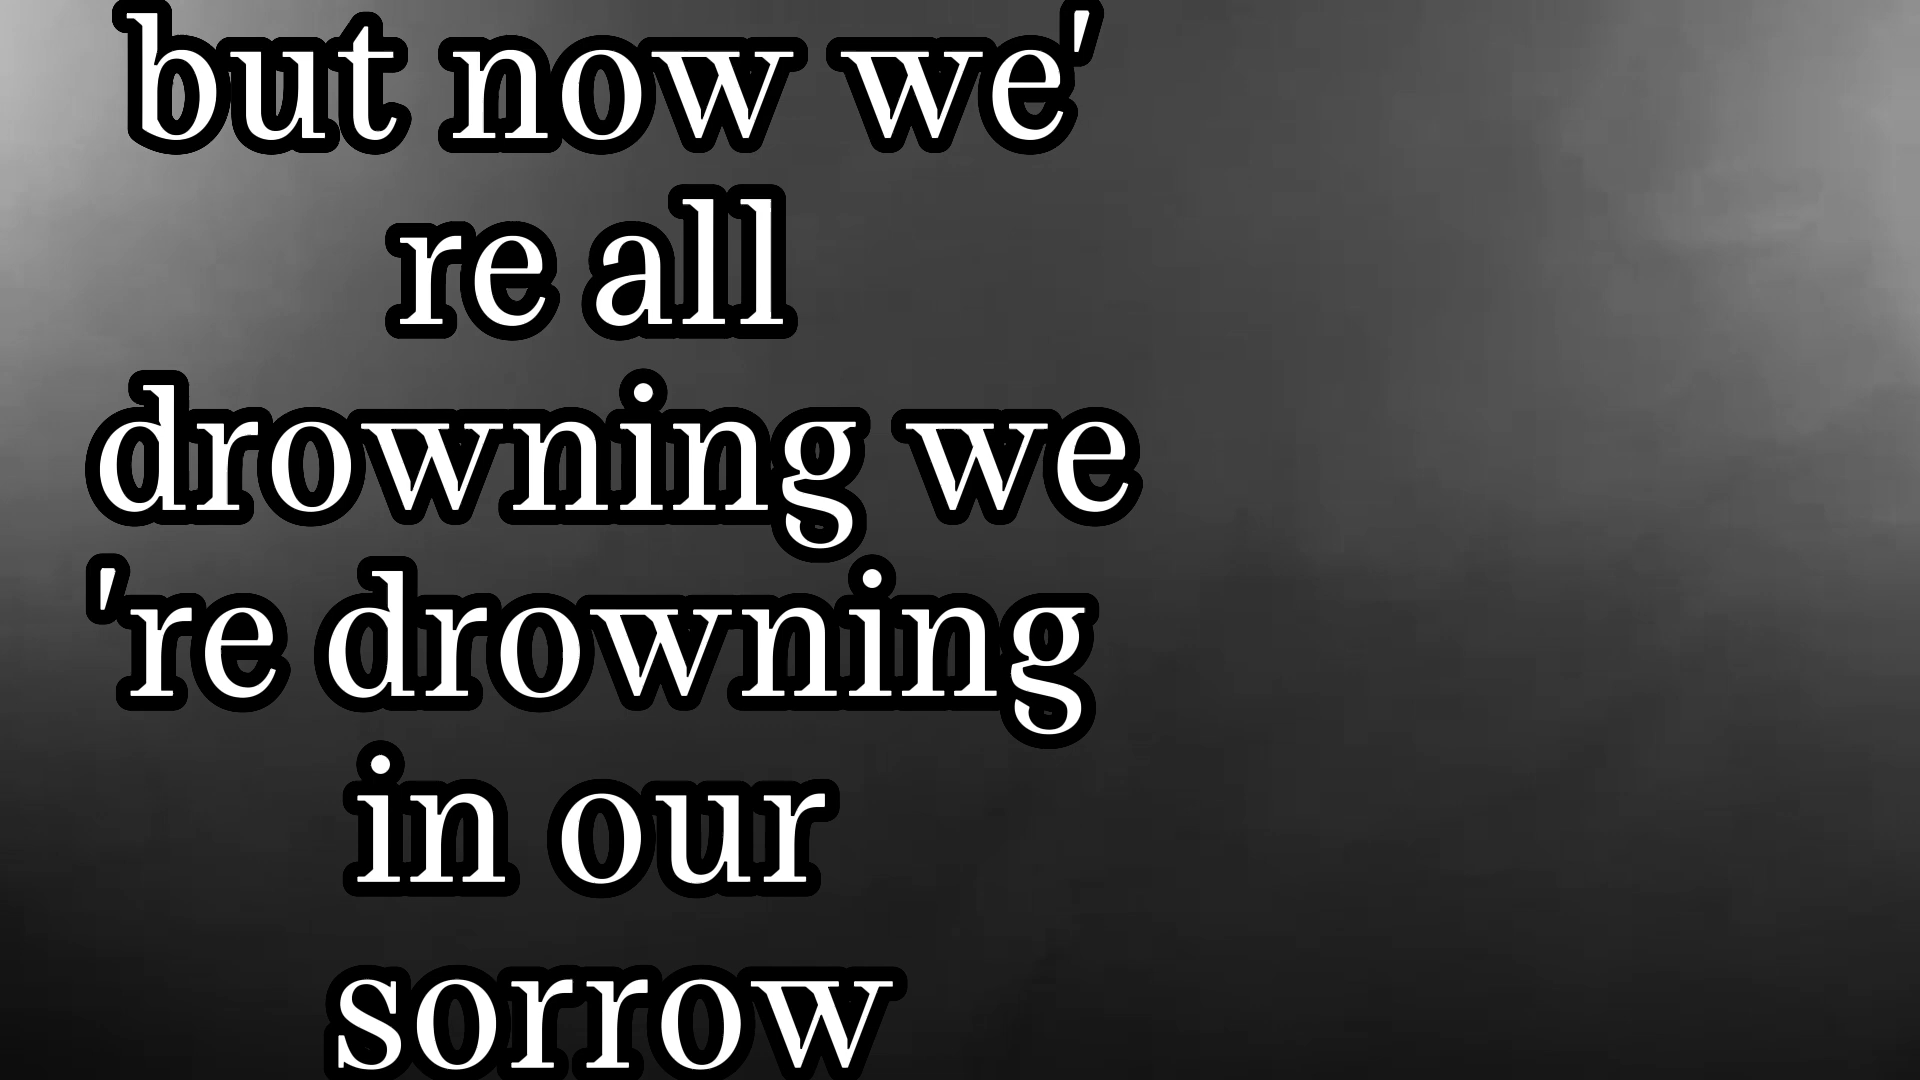 but now we'
re all
drowning we
're drowning
in our
sorrow